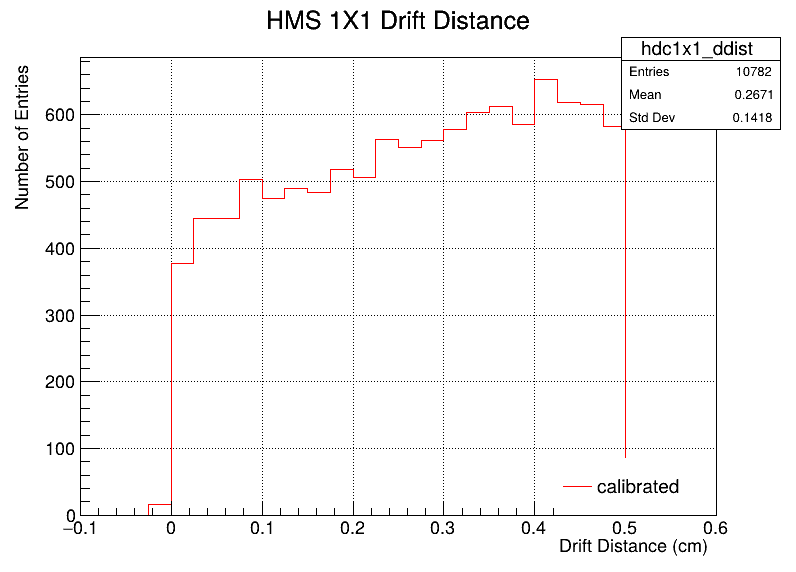 HMS 1X1 Drift Distance
hdc1x1_ddist
Entries 10782
Mean 0.2671
Std Dev 0.1418
Number of Entries
600
500
400
300
200
100
0
calibrated
−0.1 0 0.1 0.2 0.3 0.4 0.5 0.6
Drift Distance (cm)